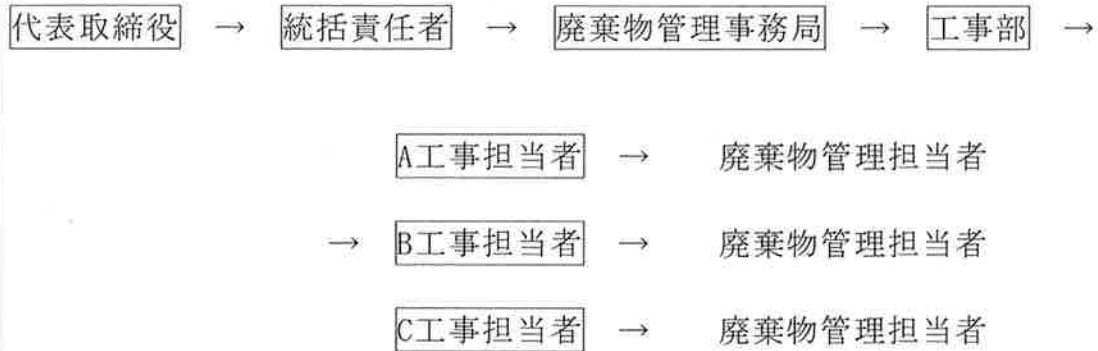 代表取締役 → 統括責任者 → 廃棄物管理事務局 → 工事部 →
A工事担当者 → 廃棄物管理担当者
→ B工事担当者 → 廃棄物管理担当者
C工事担当者 → 廃棄物管理担当者